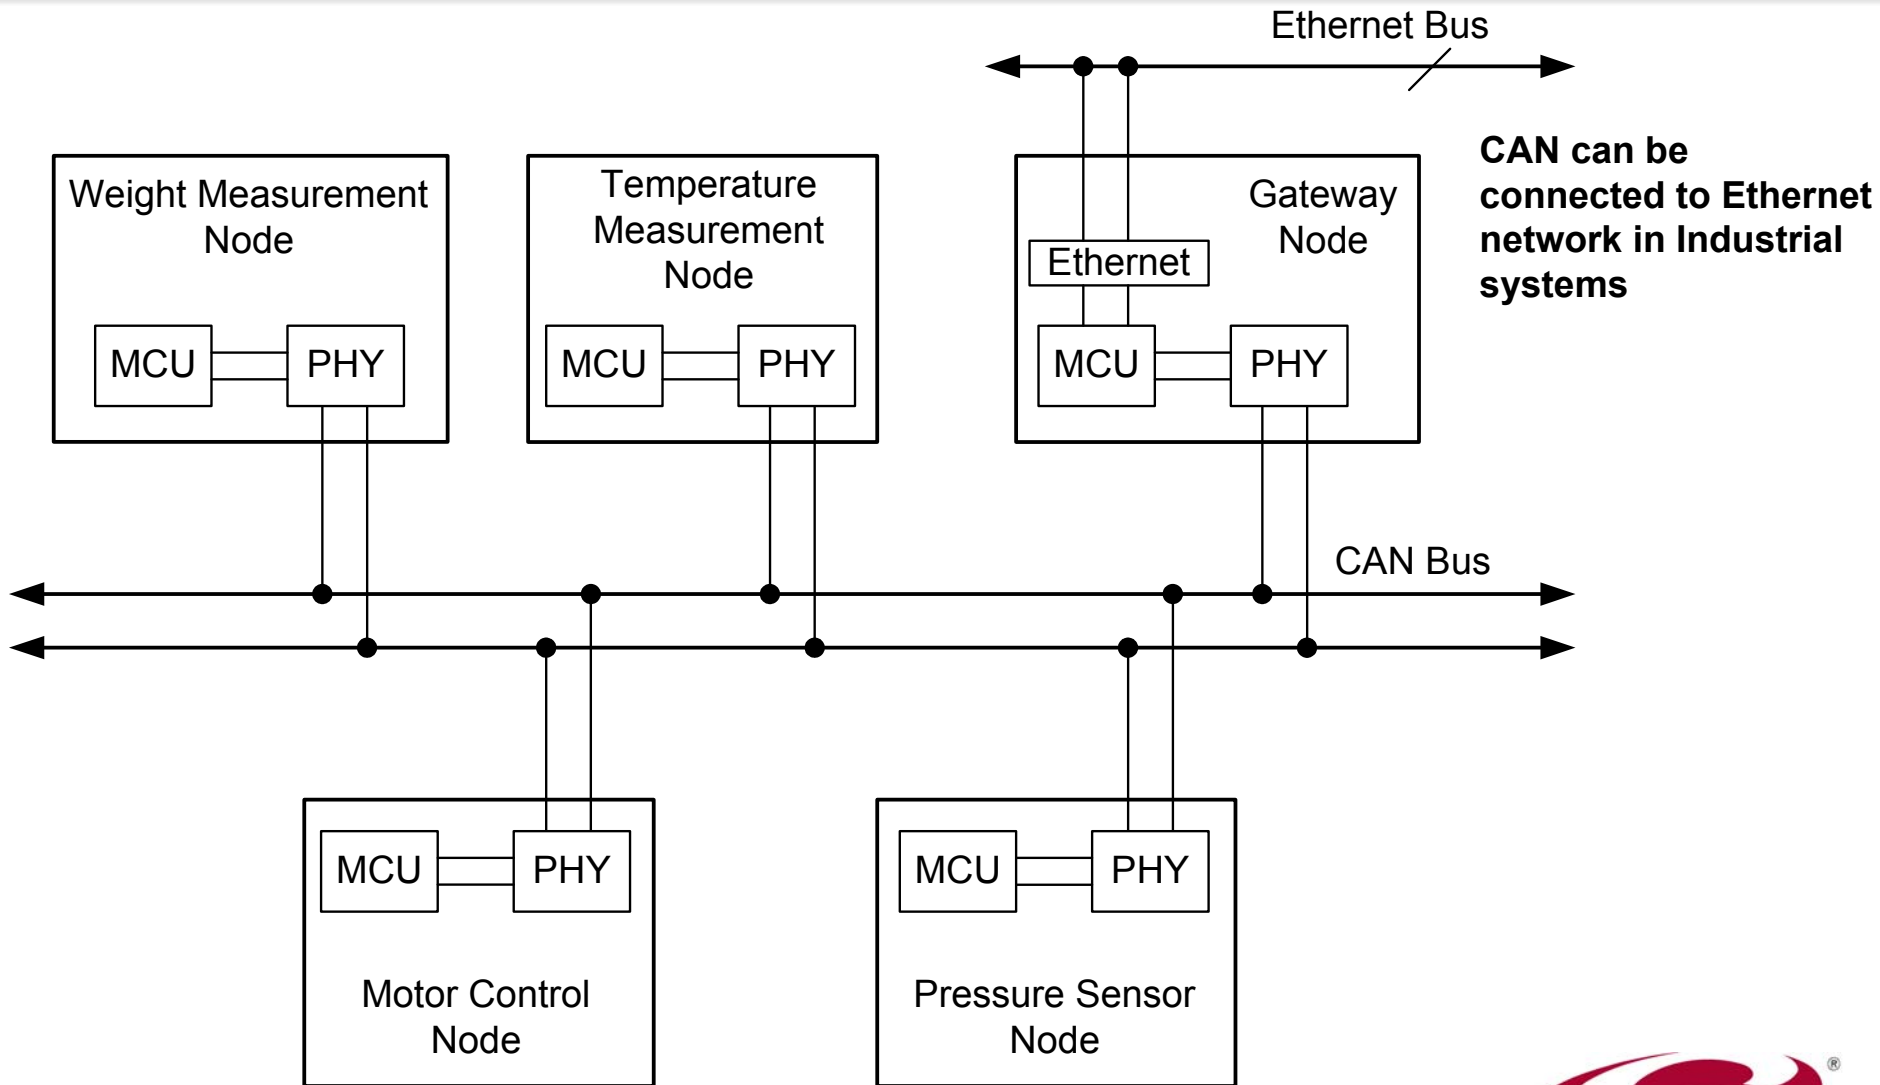 Ethernet Bus
CAN can be
connected to Ethernet
network in Industrial
systems
Weight Measurement
Node
MCU
PHY
Temperature
Measurement
Node
MCU
PHY
Gateway
Node
Ethernet
MCU
PHY
CAN Bus
MCU
PHY
Motor Control
Node
MCU
PHY
Pressure Sensor
Node
®